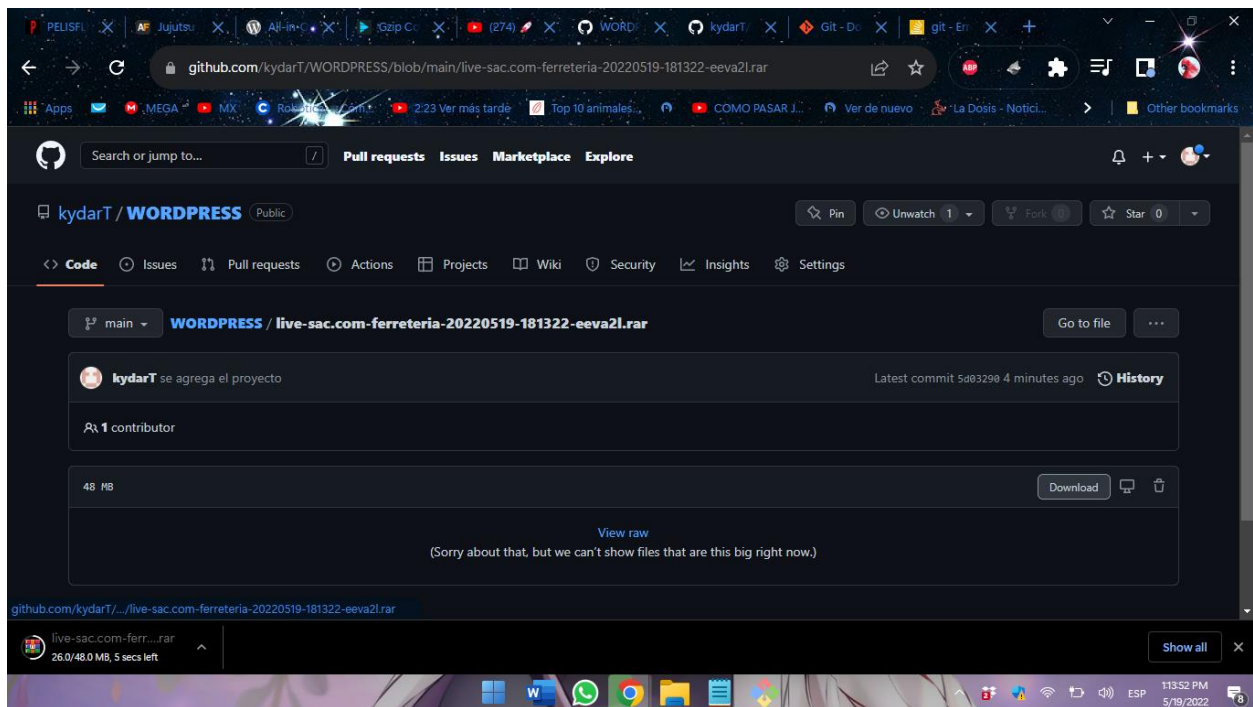 PELISFL
AF Jujutsu
All-in-
Gzip Co
(274)
WORDP
kydarT/
Git - Do
git - En
github.com/kydarT/WORDPRESS/blob/main/live-sac.com-ferreteria-20220519-181322-eeva2l.rar
ABP
Apps
MEGA
MX
2:23 Ver más tarde
Top 10 animales...
COMO PASAR J...
Ver de nuevo
La Dosis - Notici...
Other bookmarks
Search or jump to...
/
Pull requests Issues Marketplace Explore
kydarT / WORDPRESS Public
Pin
Unwatch 1
Fork 0
Star 0
<> Code Issues Pull requests Actions Projects Wiki Security Insights Settings
main
WORDPRESS / live-sac.com-ferreteria-20220519-181322-eeva2l.rar
Go to file
...
kydarT se agrega el proyecto
Latest commit 5d03290 4 minutes ago History
1 contributor
48 MB
Download
View raw
(Sorry about that, but we can't show files that are this big right now.)
github.com/kydarT/.../live-sac.com-ferreteria-20220519-181322-eeva2l.rar
live-sac.com-ferr....rar
26.0/48.0 MB, 5 secs left
Show all
W
ESP
1:13:52 PM
5/19/2022
8